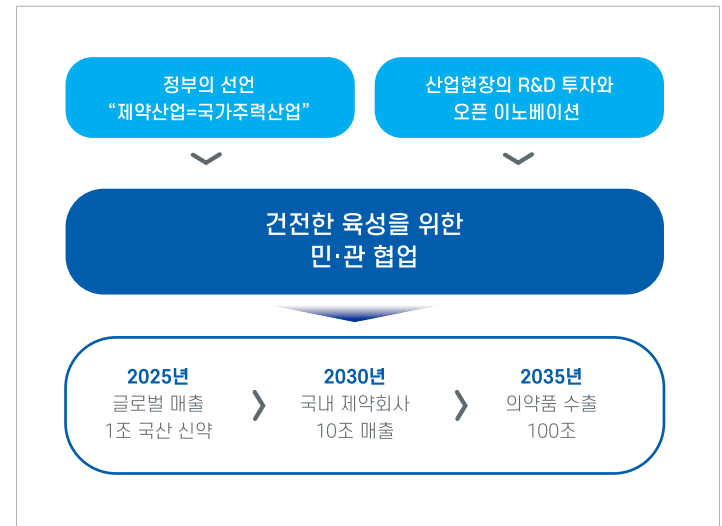 정부의 선언
“제약산업=국가주력산업”
산업현장의 R&D 투자와
오픈 이노베이션
건전한 육성을 위한
민·관 협업
2025년
글로벌 매출
1조 국산 신약
2030년
국내 제약회사
10조 매출
2035년
의약품 수출
100조